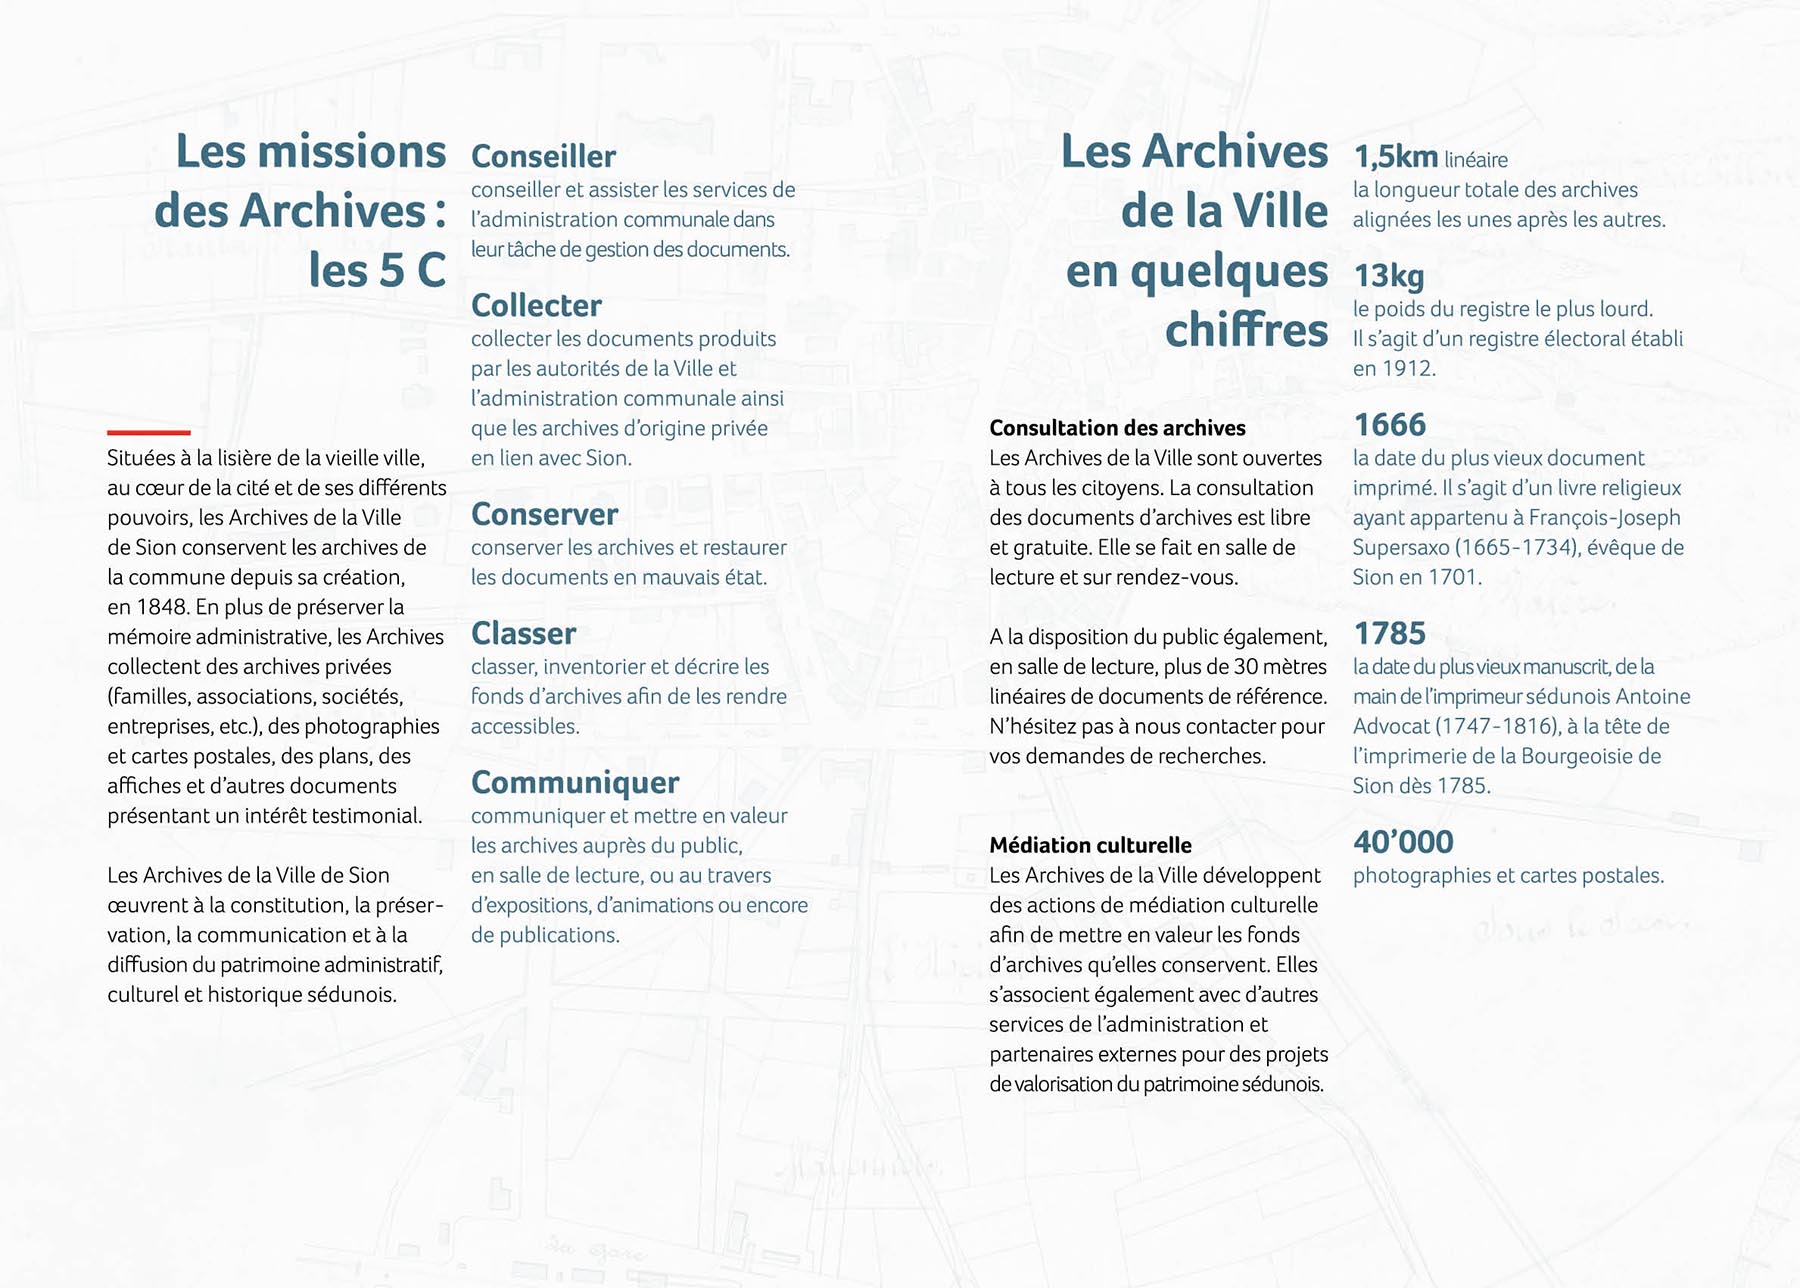 Les missions
des Archives :
les 5 C
Situées à la lisière de la vieille ville,
au cœur de la cité et de ses différents
pouvoirs, les Archives de la Ville
de Sion conservent les archives de
la commune depuis sa création,
en 1848. En plus de préserver la
mémoire administrative, les Archives
collectent des archives privées
(familles, associations, sociétés,
entreprises, etc.), des photographies
et cartes postales, des plans, des
affiches et d’autres documents
présentant un intérêt testimonial.
Les Archives de la Ville de Sion
œuvrent à la constitution, la préser-
vation, la communication et à la
diffusion du patrimoine administratif,
culturel et historique sédunois.
Conseiller
conseiller et assister les services de
l’administration communale dans
leur tâche de gestion des documents.
Collecter
collecter les documents produits
par les autorités de la Ville et
l’administration communale ainsi
que les archives d’origine privée
en lien avec Sion.
Conserver
conserver les archives et restaurer
les documents en mauvais état.
Classer
classer, inventorier et décrire les
fonds d’archives afin de les rendre
accessibles.
Communiquer
communiquer et mettre en valeur
les archives auprès du public,
en salle de lecture, ou au travers
d’expositions, d’animations ou encore
de publications.
Les Archives
de la Ville
en quelques
chiffres
Consultation des archives
Les Archives de la Ville sont ouvertes
à tous les citoyens. La consultation
des documents d’archives est libre
et gratuite. Elle se fait en salle de
lecture et sur rendez-vous.
A la disposition du public également,
en salle de lecture, plus de 30 mètres
linéaires de documents de référence.
N’hésitez pas à nous contacter pour
vos demandes de recherches.
Médiation culturelle
Les Archives de la Ville développent
des actions de médiation culturelle
afin de mettre en valeur les fonds
d’archives qu’elles conservent. Elles
s’associent également avec d’autres
services de l’administration et
partenaires externes pour des projets
de valorisation du patrimoine sédunois.
1,5km linéaire
la longueur totale des archives
alignées les unes après les autres.
13kg
le poids du registre le plus lourd.
Il s’agit d’un registre électoral établi
en 1912.
1666
la date du plus vieux document
imprimé. Il s’agit d’un livre religieux
ayant appartenu à François-Joseph
Supersaxo (1665-1734), évêque de
Sion en 1701.
1785
la date du plus vieux manuscrit, de la
main de l’imprimeur sédunois Antoine
Advocat (1747-1816), à la tête de
l’imprimerie de la Bourgeoisie de
Sion dès 1785.
40’000
photographies et cartes postales.